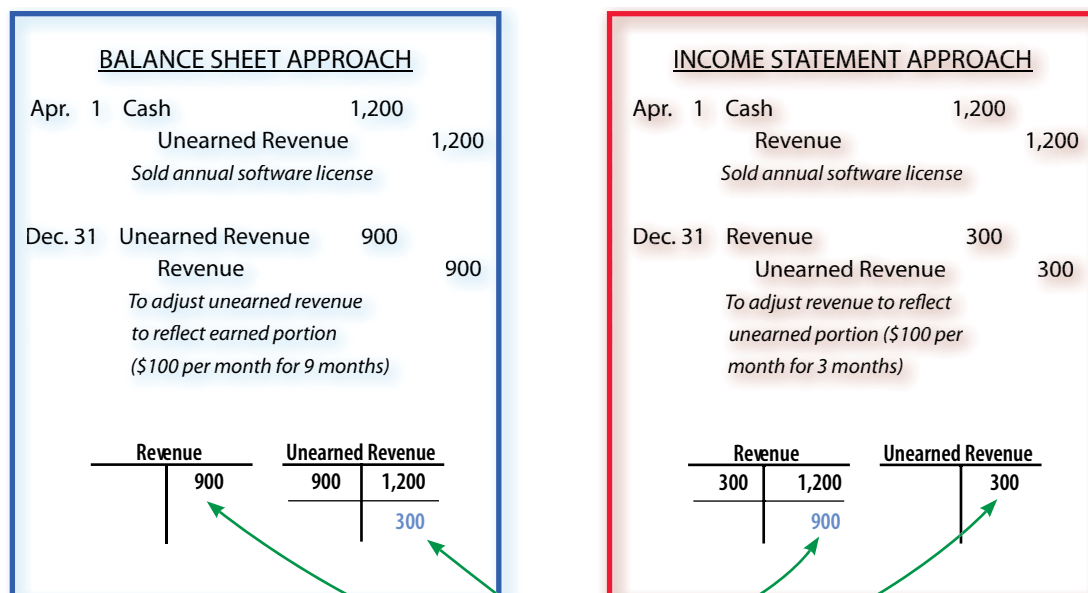 BALANCE SHEET APPROACH
Apr. 1 Cash 1,200
Unearned Revenue 1,200
Sold annual software license
Dec. 31 Unearned Revenue 900
Revenue 900
To adjust unearned revenue
to reflect earned portion
($100 per month for 9 months)
Revenue Unearned Revenue
900 900 1,200
300
INCOME STATEMENT APPROACH
Apr. 1 Cash 1,200
Revenue 1,200
Sold annual software license
Dec. 31 Revenue 300
Unearned Revenue 300
To adjust revenue to reflect
unearned portion ($100 per
month for 3 months)
Revenue Unearned Revenue
300 1,200 300
900